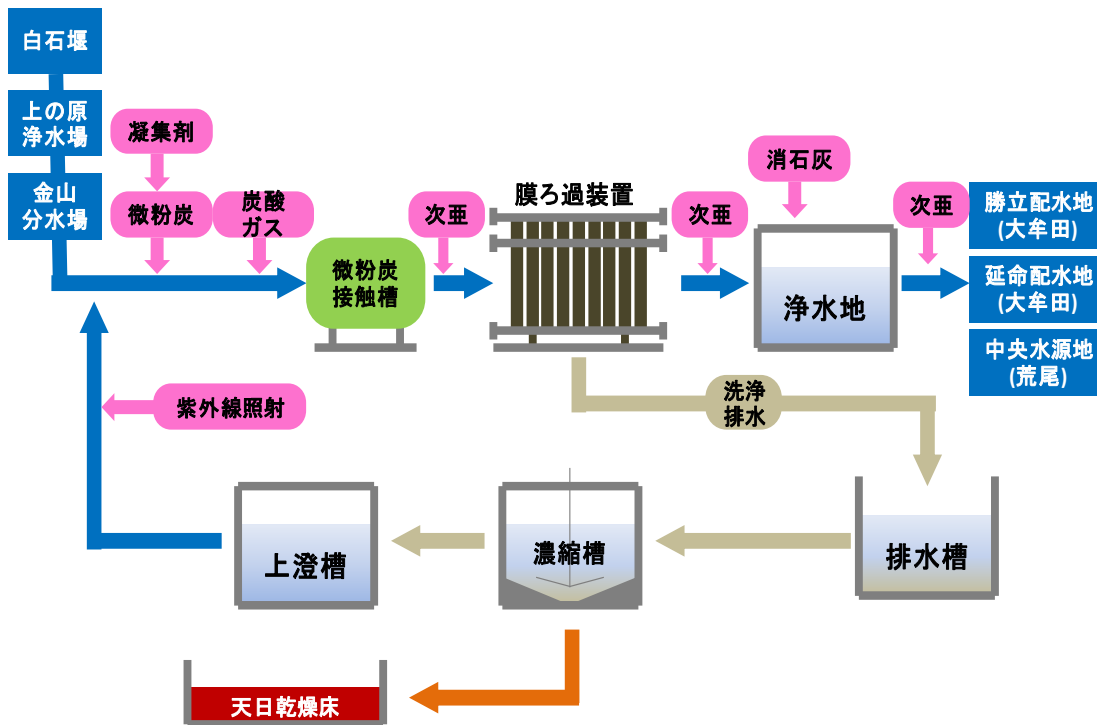 白石堰
上の原
浄水場
金山
分水場
凝集剤
微粉炭
炭酸
ガス
微粉炭
接触槽
次亜
膜ろ過装置
次亜
消石灰
浄水地
次亜
勝立配水地
(大牟田)
延命配水地
(大牟田)
中央水源地
(荒尾)
洗浄
排水
紫外線照射
上澄槽
濃縮槽
排水槽
天日乾燥床